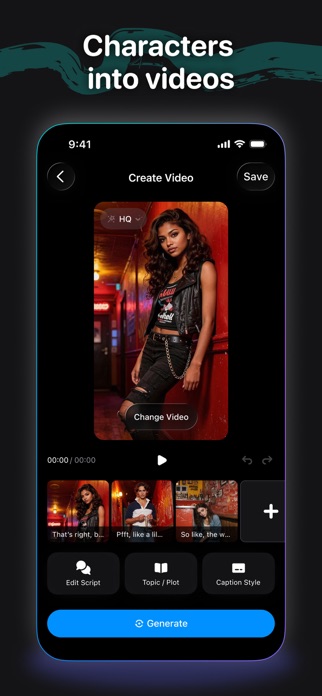 Characters
into videos
9:41
Create Video
Save
HQ
Change Video
00:00 / 00:00
That's right, b...
Pfft, like a lil...
So like, the w...
Edit Script
Topic / Plot
Caption Style
Generate